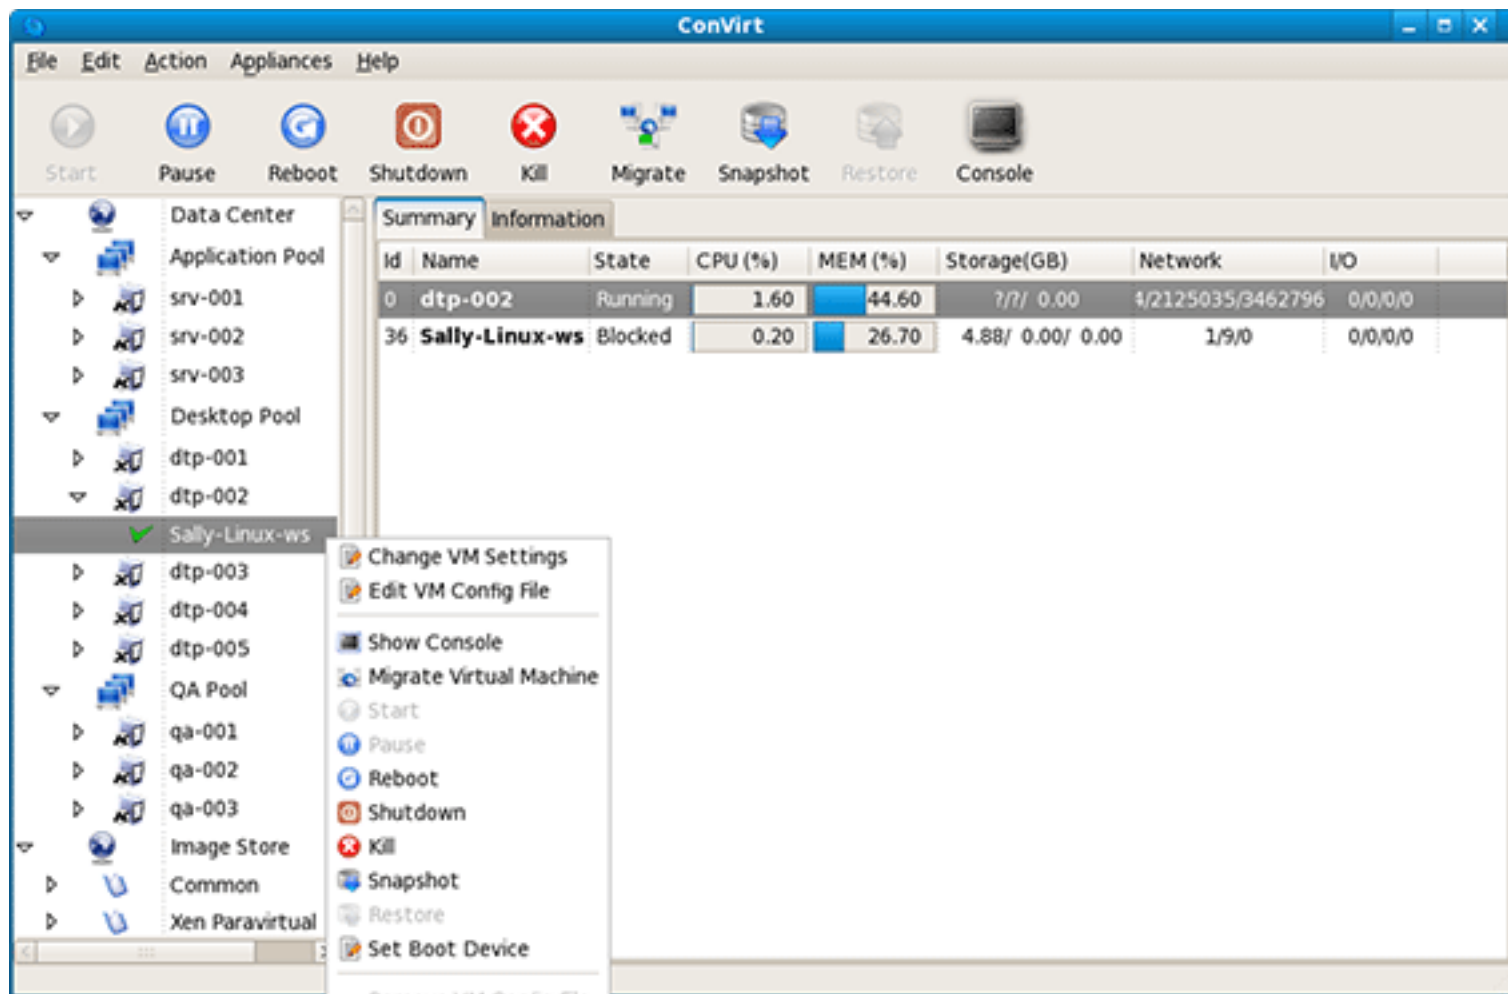 ConVirt
File Edit Action Appliances Help
Start Pause Reboot Shutdown Kill Migrate Snapshot Restore Console
Data Center
Application Pool
srv-001
srv-002
srv-003
Desktop Pool
dtp-001
dtp-002
Sally-Linux-ws
dtp-003
dtp-004
dtp-005
QA Pool
qa-001
qa-002
qa-003
Image Store
Common
Xen Paravirtual
Summary Information
Id Name State CPU (%) MEM (%) Storage(GB) Network I/O
0 dtp-002 Running 1.60 44.60 ?/?/ 0.00 4/2125035/3462796 0/0/0/0
36 Sally-Linux-ws Blocked 0.20 26.70 4.88/ 0.00/ 0.00 1/9/0 0/0/0/0
Change VM Settings
Edit VM Config File
Show Console
Migrate Virtual Machine
Start
Pause
Reboot
Shutdown
Kill
Snapshot
Restore
Set Boot Device